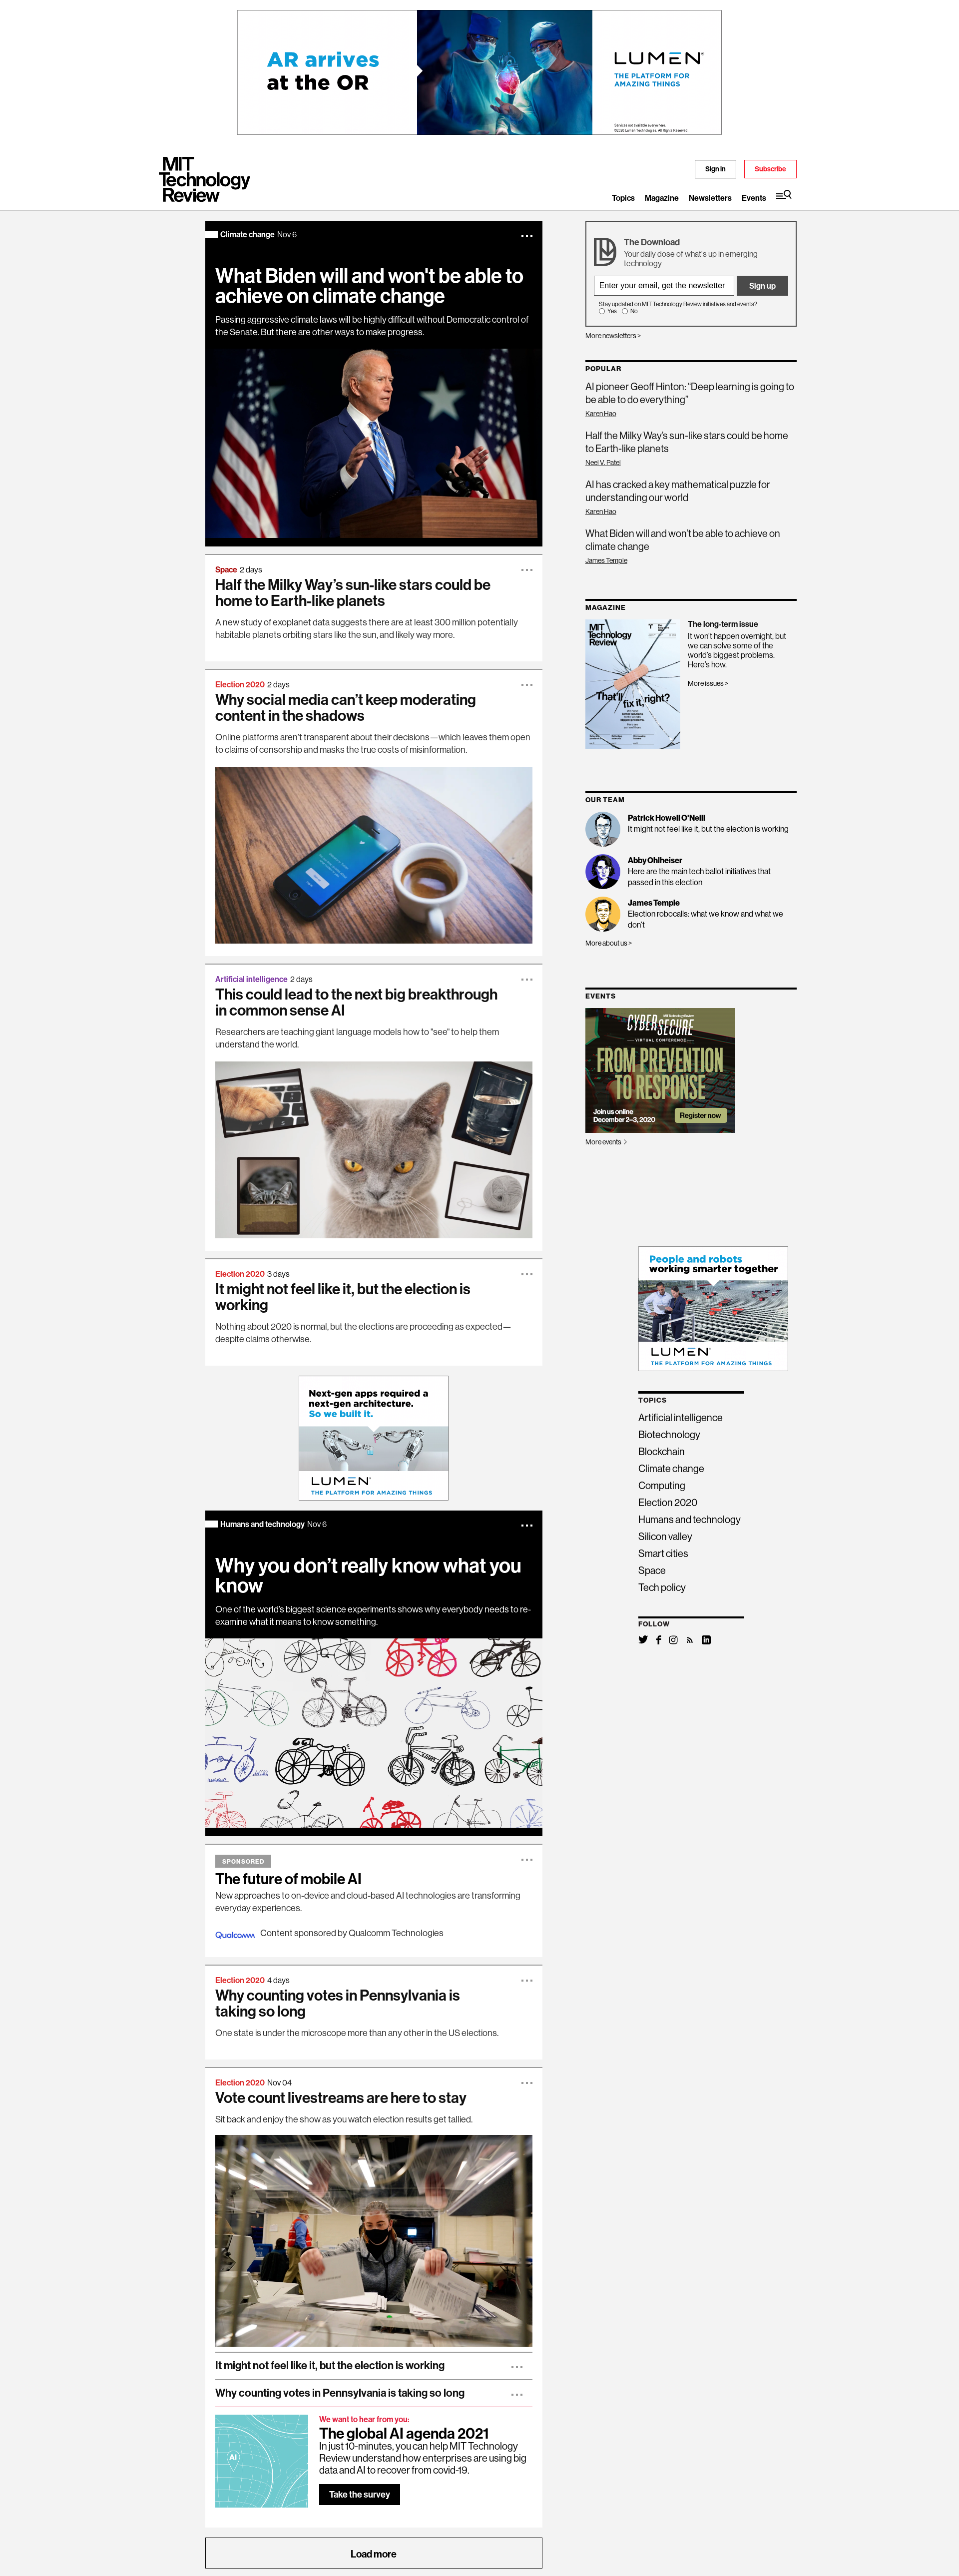 AR arrives
at the OR
LUMEN®
THE PLATFORM FOR
AMAZING THINGS
Services not available everywhere.
©2020 Lumen Technologies. All Rights Reserved.
MIT
Technology
Review
Sign in
Subscribe
Topics
Magazine
Newsletters
Events
Climate change Nov 6
What Biden will and won't be able to
achieve on climate change
Passing aggressive climate laws will be highly difficult without Democratic control of
the Senate. But there are other ways to make progress.
Space 2 days
Half the Milky Way’s sun-like stars could be
home to Earth-like planets
A new study of exoplanet data suggests there are at least 300 million potentially
habitable planets orbiting stars like the sun, and likely way more.
Election 2020 2 days
Why social media can’t keep moderating
content in the shadows
Online platforms aren’t transparent about their decisions—which leaves them open
to claims of censorship and masks the true costs of misinformation.
Artificial intelligence 2 days
This could lead to the next big breakthrough
in common sense AI
Researchers are teaching giant language models how to "see" to help them
understand the world.
Election 2020 3 days
It might not feel like it, but the election is
working
Nothing about 2020 is normal, but the elections are proceeding as expected—
despite claims otherwise.
Next-gen apps required a
next-gen architecture.
So we built it.
LUMEN®
THE PLATFORM FOR AMAZING THINGS
Humans and technology Nov 6
Why you don’t really know what you
know
One of the world’s biggest science experiments shows why everybody needs to re-
examine what it means to know something.
SPONSORED
The future of mobile AI
New approaches to on-device and cloud-based AI technologies are transforming
everyday experiences.
Qualcomm Content sponsored by Qualcomm Technologies
Election 2020 4 days
Why counting votes in Pennsylvania is
taking so long
One state is under the microscope more than any other in the US elections.
Election 2020 Nov 04
Vote count livestreams are here to stay
Sit back and enjoy the show as you watch election results get tallied.
It might not feel like it, but the election is working
Why counting votes in Pennsylvania is taking so long
AI
We want to hear from you:
The global AI agenda 2021
In just 10-minutes, you can help MIT Technology
Review understand how enterprises are using big
data and AI to recover from covid-19.
Take the survey
Load more
The Download
Your daily dose of what's up in emerging
technology
Enter your email, get the newsletter
Sign up
Stay updated on MIT Technology Review initiatives and events?
Yes No
More newsletters >
POPULAR
AI pioneer Geoff Hinton: “Deep learning is going to
be able to do everything”
Karen Hao
Half the Milky Way’s sun-like stars could be home
to Earth-like planets
Neel V. Patel
AI has cracked a key mathematical puzzle for
understanding our world
Karen Hao
What Biden will and won’t be able to achieve on
climate change
James Temple
MAGAZINE
MIT
Technology
Review
That'll
fix it, right?
The long-term issue
It won’t happen overnight, but
we can solve some of the
world’s biggest problems.
Here’s how.
More issues >
OUR TEAM
Patrick Howell O'Neill
It might not feel like it, but the election is working
Abby Ohlheiser
Here are the main tech ballot initiatives that
passed in this election
James Temple
Election robocalls: what we know and what we
don't
More about us >
EVENTS
MIT Technology Review
CYBER SECURE
VIRTUAL CONFERENCE
FROM PREVENTION
TO RESPONSE
Join us online
December 2–3, 2020
Register now
More events >
People and robots
working smarter together
LUMEN®
THE PLATFORM FOR AMAZING THINGS
TOPICS
Artificial intelligence
Biotechnology
Blockchain
Climate change
Computing
Election 2020
Humans and technology
Silicon valley
Smart cities
Space
Tech policy
FOLLOW